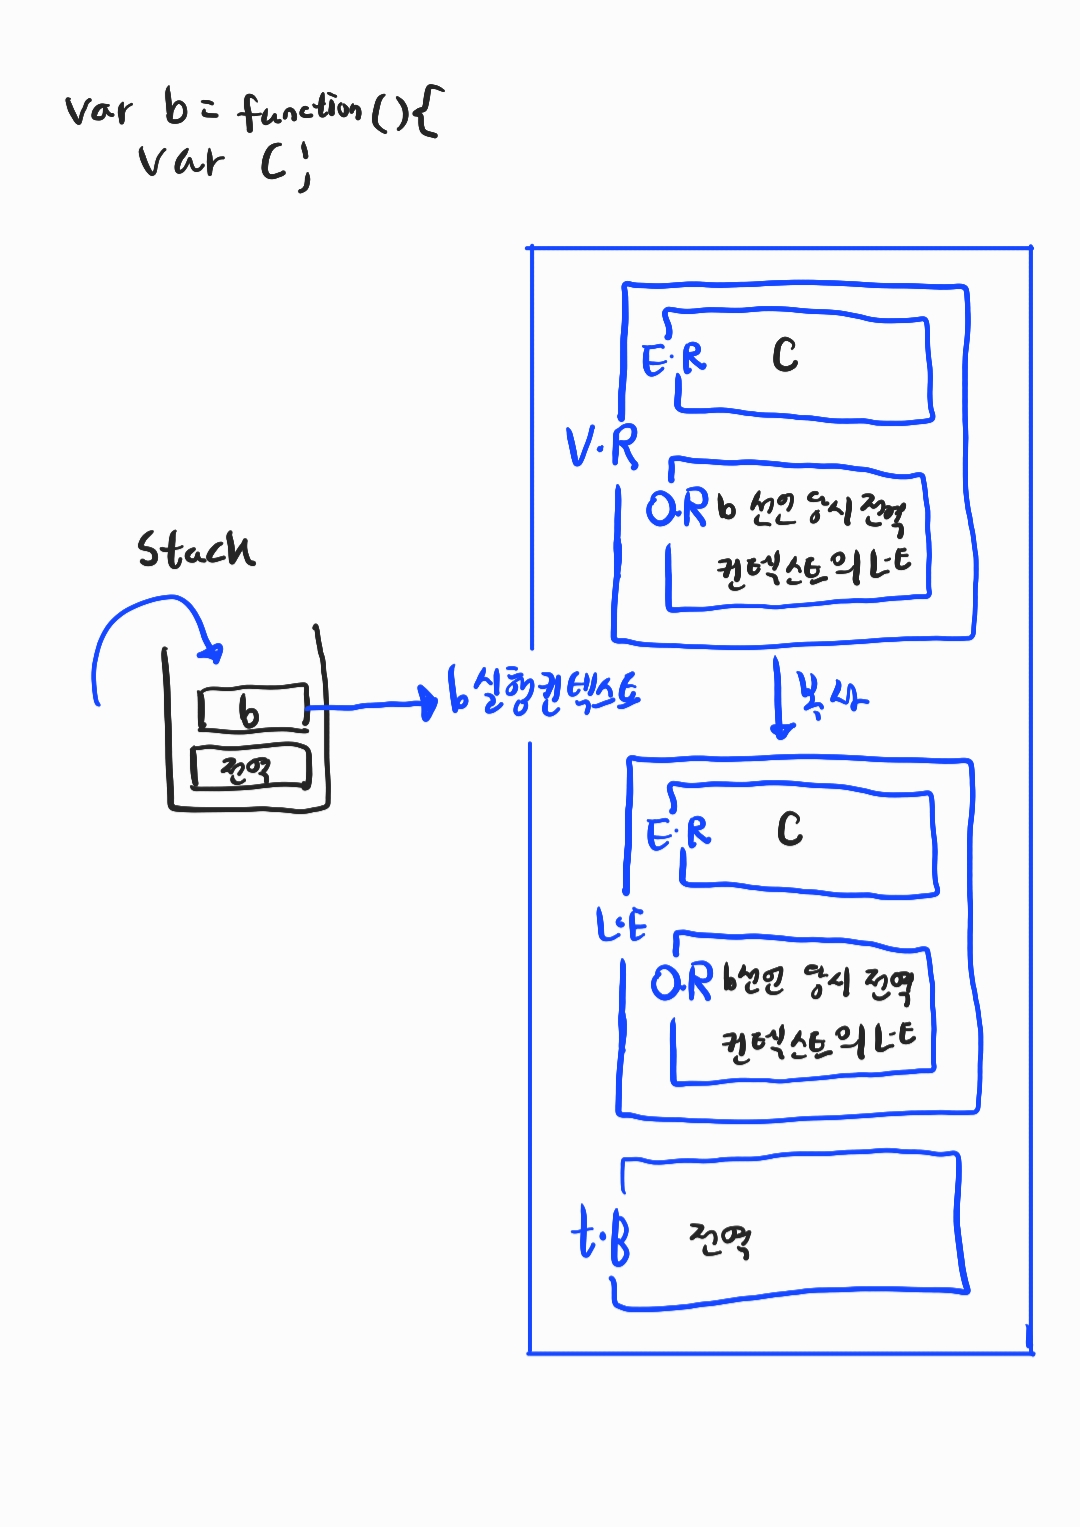 var b = function(){
var c;
Stack
b
전역
b 실행컨텍스트
V·R
E·R
C
O·R
b 선언 당시 전역
컨텍스트의 L·E
복사
L·E
E·R
C
O·R
b선언 당시 전역
컨텍스트의 L·E
t·B
전역